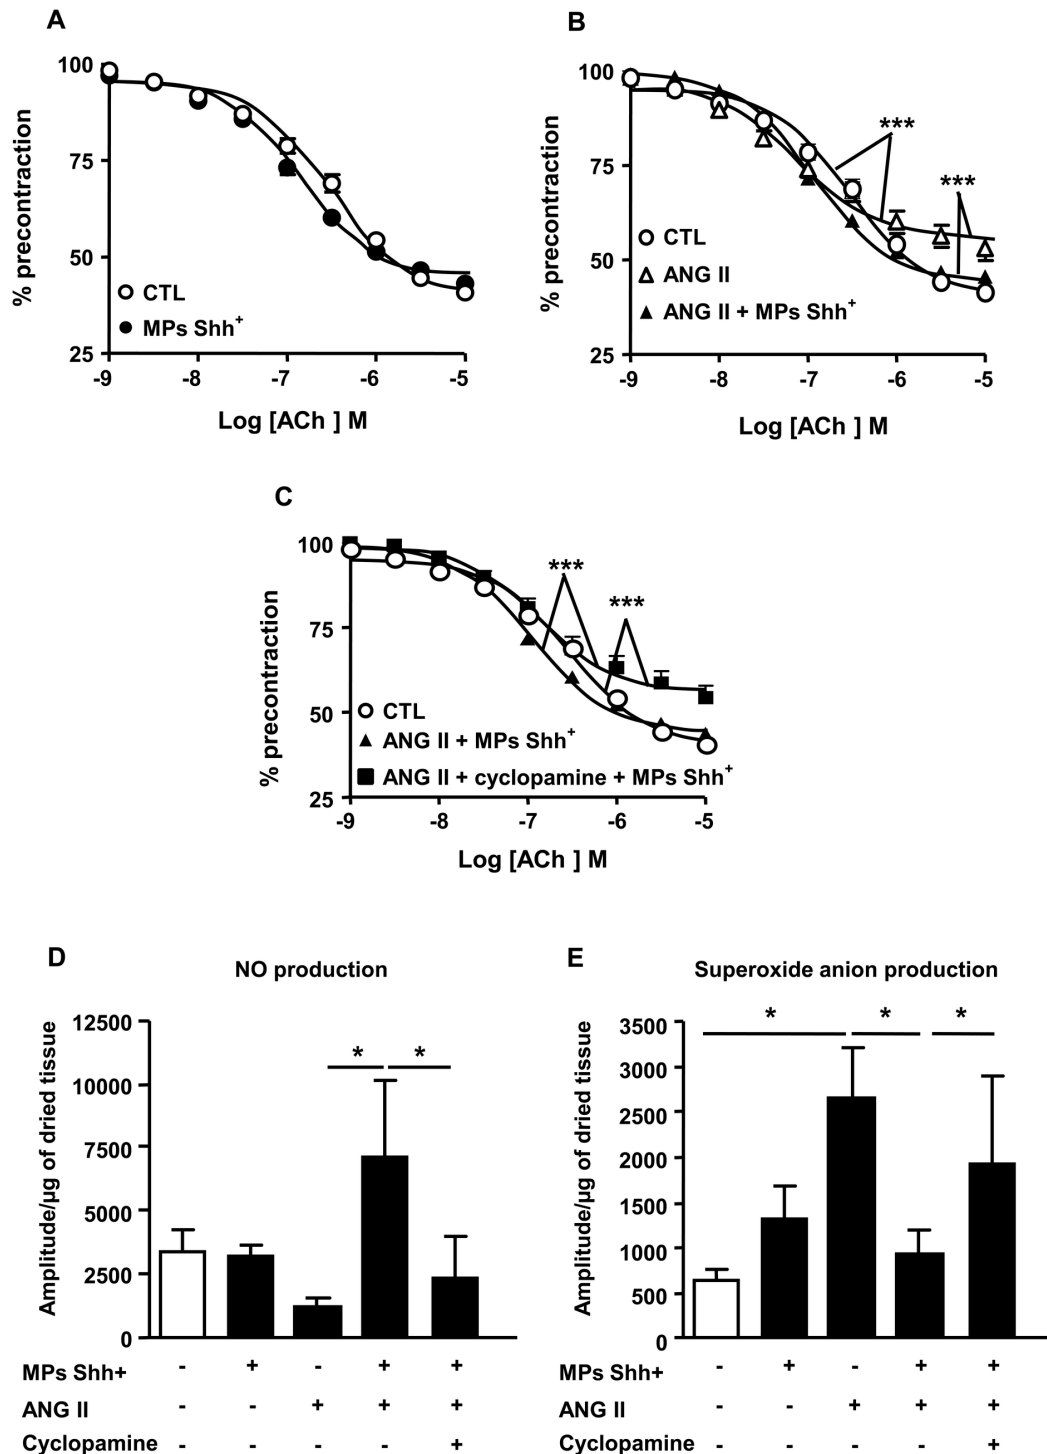 A
% precontraction
100
75
50
25
CTL
MPs Shh+
-9 -8 -7 -6 -5
Log [ACh ] M
B
% precontraction
100
75
50
25
***
***
CTL
ANG II
ANG II + MPs Shh+
-9 -8 -7 -6 -5
Log [ACh ] M
C
% precontraction
100
75
50
25
***
***
CTL
ANG II + MPs Shh+
ANG II + cyclopamine + MPs Shh+
-9 -8 -7 -6 -5
Log [ACh ] M
D
NO production
Amplitude/µg of dried tissue
12500
10000
7500
5000
2500
0
* *
MPs Shh+ - + - + +
ANG II - - + + +
Cyclopamine - - - - +
E
Superoxide anion production
Amplitude/µg of dried tissue
3500
3000
2500
2000
1500
1000
500
0
* * *
MPs Shh+ - + - + +
ANG II - - + + +
Cyclopamine - - - - +